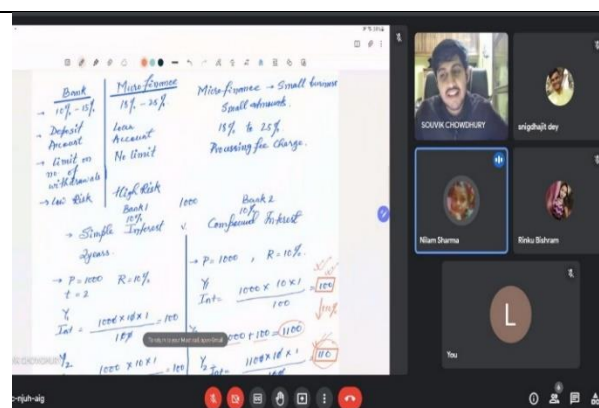 Bank
Micro finance
Micro finance → Small business
Small amounts.
→ 10% - 15%
18% - 25%
18% to 25%
Processing fee charge.
→ Deposit Account
Loan Account
→ Limit on no of withdrawals
No limit
→ Low Risk
High Risk
Bank 1
10%
1000
Bank 2
10%
→ Simple Interest
v.
Compound Interest
2 years.
→ P = 1000 R = 10%
t = 2
→ P = 1000 , R = 10%.
Y1
Int = 1000 × 10 × 1 / 100 = 100
Y1
Int = 1000 × 10 × 1 / 100 = 100
1000 + 100 = 1100
Y2
1000 × 10 × 1 = 100
Y2
Int = 1100 × 10 × 1 = 110
SOUVIK CHOWDHURY
snigdhajit dey
Nilam Sharma
Rinku Bishram
L
You
c-njuh-aig